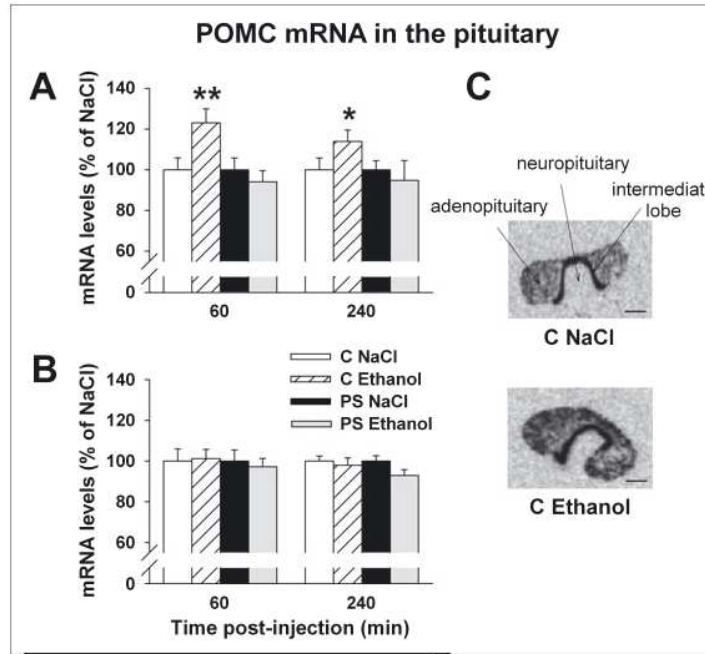 POMC mRNA in the pituitary
A
mRNA levels (% of NaCl)
140
120
100
80
60
0
**
*
60
240
B
mRNA levels (% of NaCl)
140
120
100
80
60
0
C NaCl
C Ethanol
PS NaCl
PS Ethanol
60
240
Time post-injection (min)
C
neuropituitary
intermediat
adenopituitary
lobe
C NaCl
C Ethanol